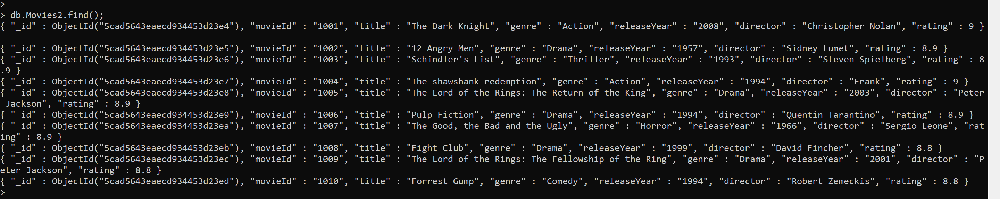 >
> db.Movies2.find();
{ "_id" : ObjectId("5cad5643eaecd934453d23e4"), "movieId" : "1001", "title" : "The Dark Knight", "genre" : "Action", "releaseYear" : "2008", "director" : "Christopher Nolan", "rating" : 9 }
{ "_id" : ObjectId("5cad5643eaecd934453d23e5"), "movieId" : "1002", "title" : "12 Angry Men", "genre" : "Drama", "releaseYear" : "1957", "director" : "Sidney Lumet", "rating" : 8.9 }
{ "_id" : ObjectId("5cad5643eaecd934453d23e6"), "movieId" : "1003", "title" : "Schindler's List", "genre" : "Thriller", "releaseYear" : "1993", "director" : "Steven Spielberg", "rating" : 8
.9 }
{ "_id" : ObjectId("5cad5643eaecd934453d23e7"), "movieId" : "1004", "title" : "The shawshank redemption", "genre" : "Action", "releaseYear" : "1994", "director" : "Frank", "rating" : 9 }
{ "_id" : ObjectId("5cad5643eaecd934453d23e8"), "movieId" : "1005", "title" : "The Lord of the Rings: The Return of the King", "genre" : "Drama", "releaseYear" : "2003", "director" : "Peter
 Jackson", "rating" : 8.9 }
{ "_id" : ObjectId("5cad5643eaecd934453d23e9"), "movieId" : "1006", "title" : "Pulp Fiction", "genre" : "Drama", "releaseYear" : "1994", "director" : "Quentin Tarantino", "rating" : 8.9 }
{ "_id" : ObjectId("5cad5643eaecd934453d23ea"), "movieId" : "1007", "title" : "The Good, the Bad and the Ugly", "genre" : "Horror", "releaseYear" : "1966", "director" : "Sergio Leone", "rat
ing" : 8.9 }
{ "_id" : ObjectId("5cad5643eaecd934453d23eb"), "movieId" : "1008", "title" : "Fight Club", "genre" : "Drama", "releaseYear" : "1999", "director" : "David Fincher", "rating" : 8.8 }
{ "_id" : ObjectId("5cad5643eaecd934453d23ec"), "movieId" : "1009", "title" : "The Lord of the Rings: The Fellowship of the Ring", "genre" : "Drama", "releaseYear" : "2001", "director" : "P
eter Jackson", "rating" : 8.8 }
{ "_id" : ObjectId("5cad5643eaecd934453d23ed"), "movieId" : "1010", "title" : "Forrest Gump", "genre" : "Comedy", "releaseYear" : "1994", "director" : "Robert Zemeckis", "rating" : 8.8 }
>